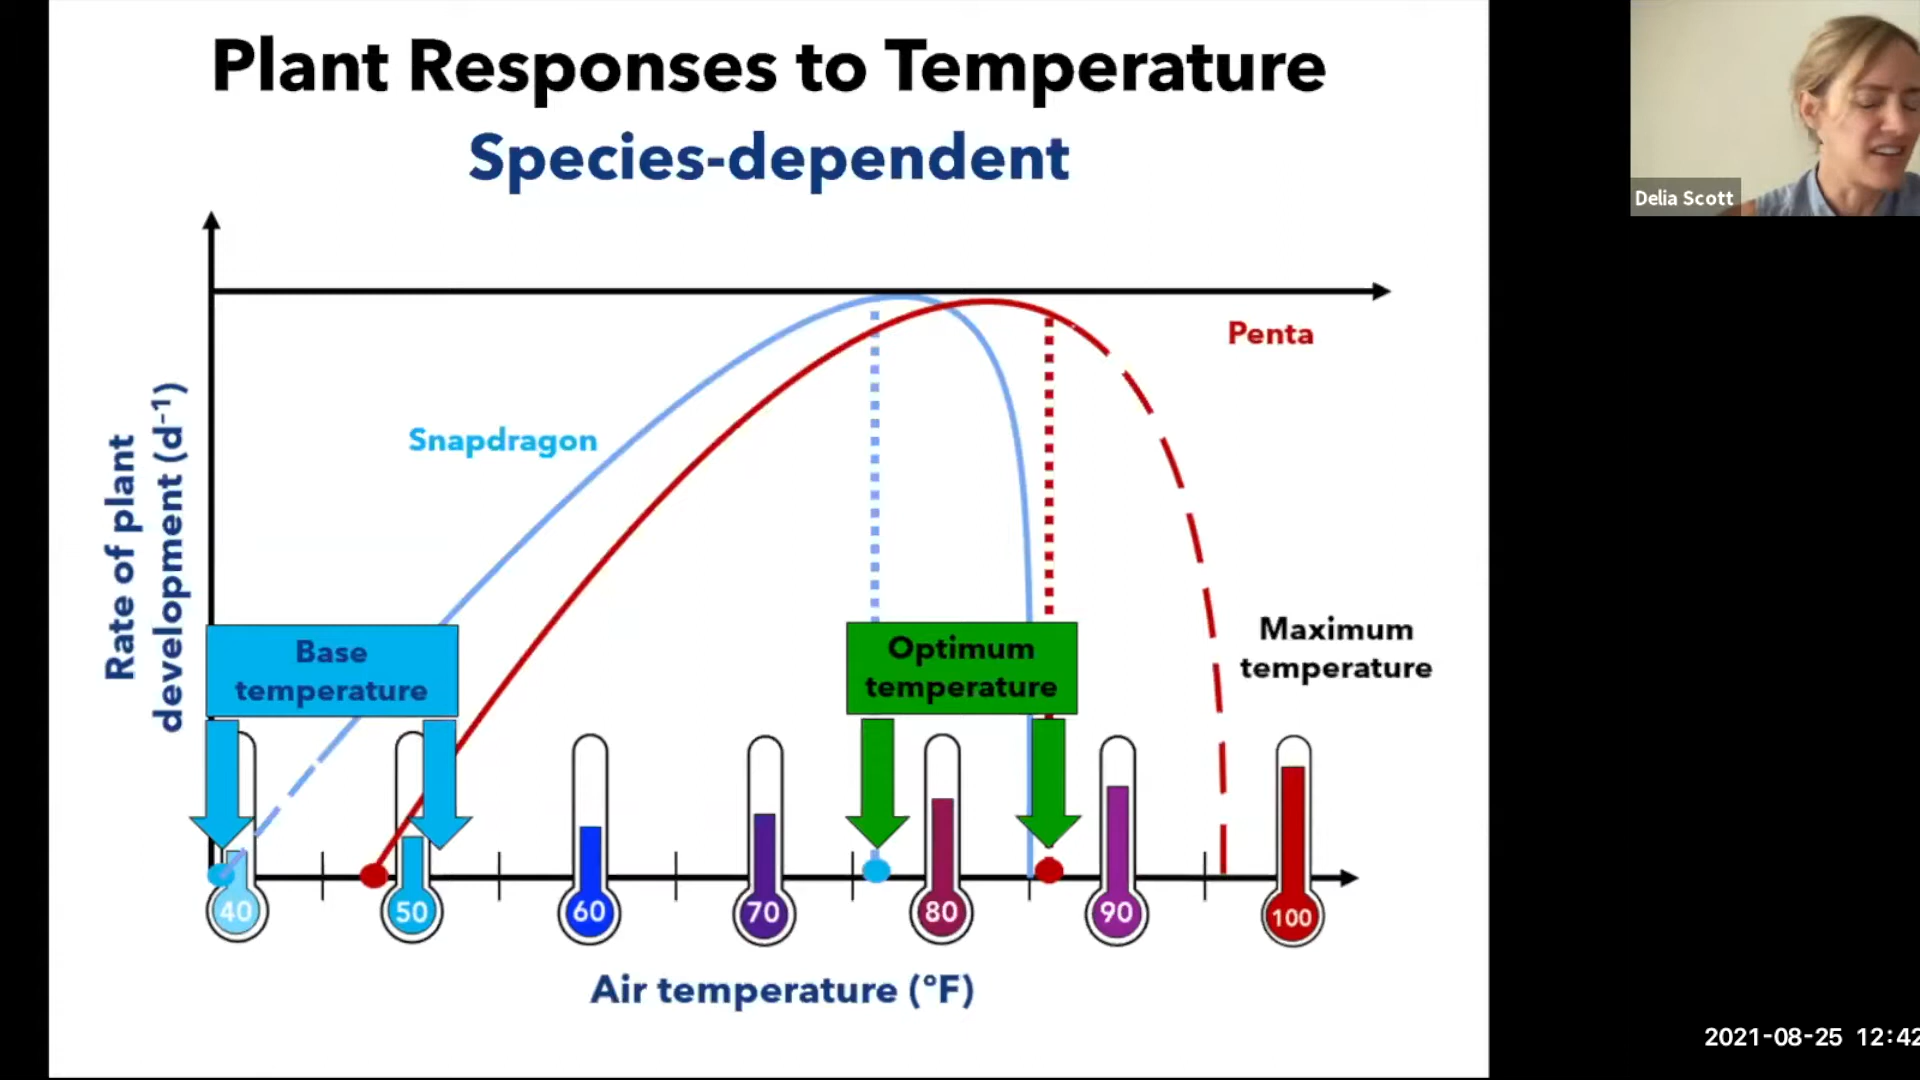 Plant Responses to Temperature
Species-dependent
Delia Scott
Penta
Snapdragon
Rate of plant
development (d⁻¹)
Maximum
temperature
Base
temperature
Optimum
temperature
40
50
60
70
80
90
100
Air temperature (°F)
2021-08-25 12:42